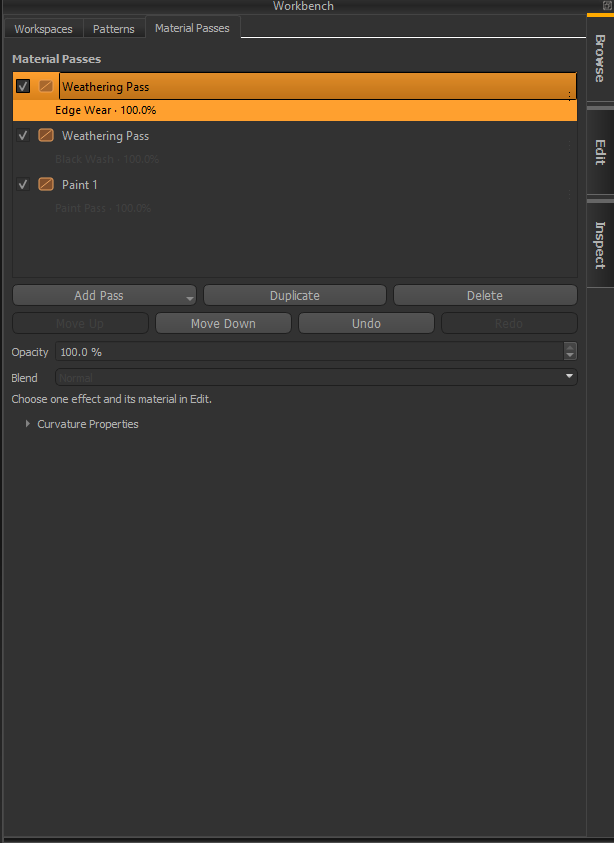 Workbench
Workspaces
Patterns
Material Passes
Browse
Edit
Inspect
Material Passes
Weathering Pass
Edge Wear · 100.0%
Weathering Pass
Black Wash · 100.0%
Paint 1
Paint Pass · 100.0%
Add Pass
Duplicate
Delete
Move Up
Move Down
Undo
Redo
Opacity 100.0 %
Blend Normal
Choose one effect and its material in Edit.
Curvature Properties